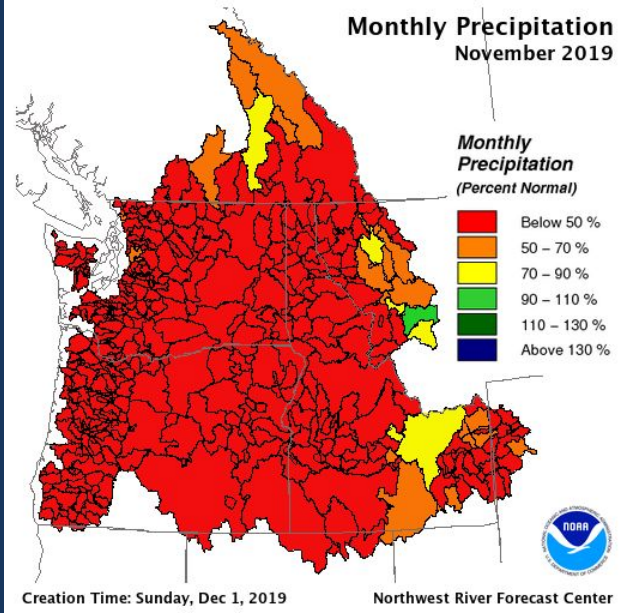 Monthly Precipitation
November 2019
Monthly
Precipitation
(Percent Normal)
Below 50 %
50 – 70 %
70 – 90 %
90 – 110 %
110 – 130 %
Above 130 %
NOAA
Creation Time: Sunday, Dec 1, 2019
Northwest River Forecast Center